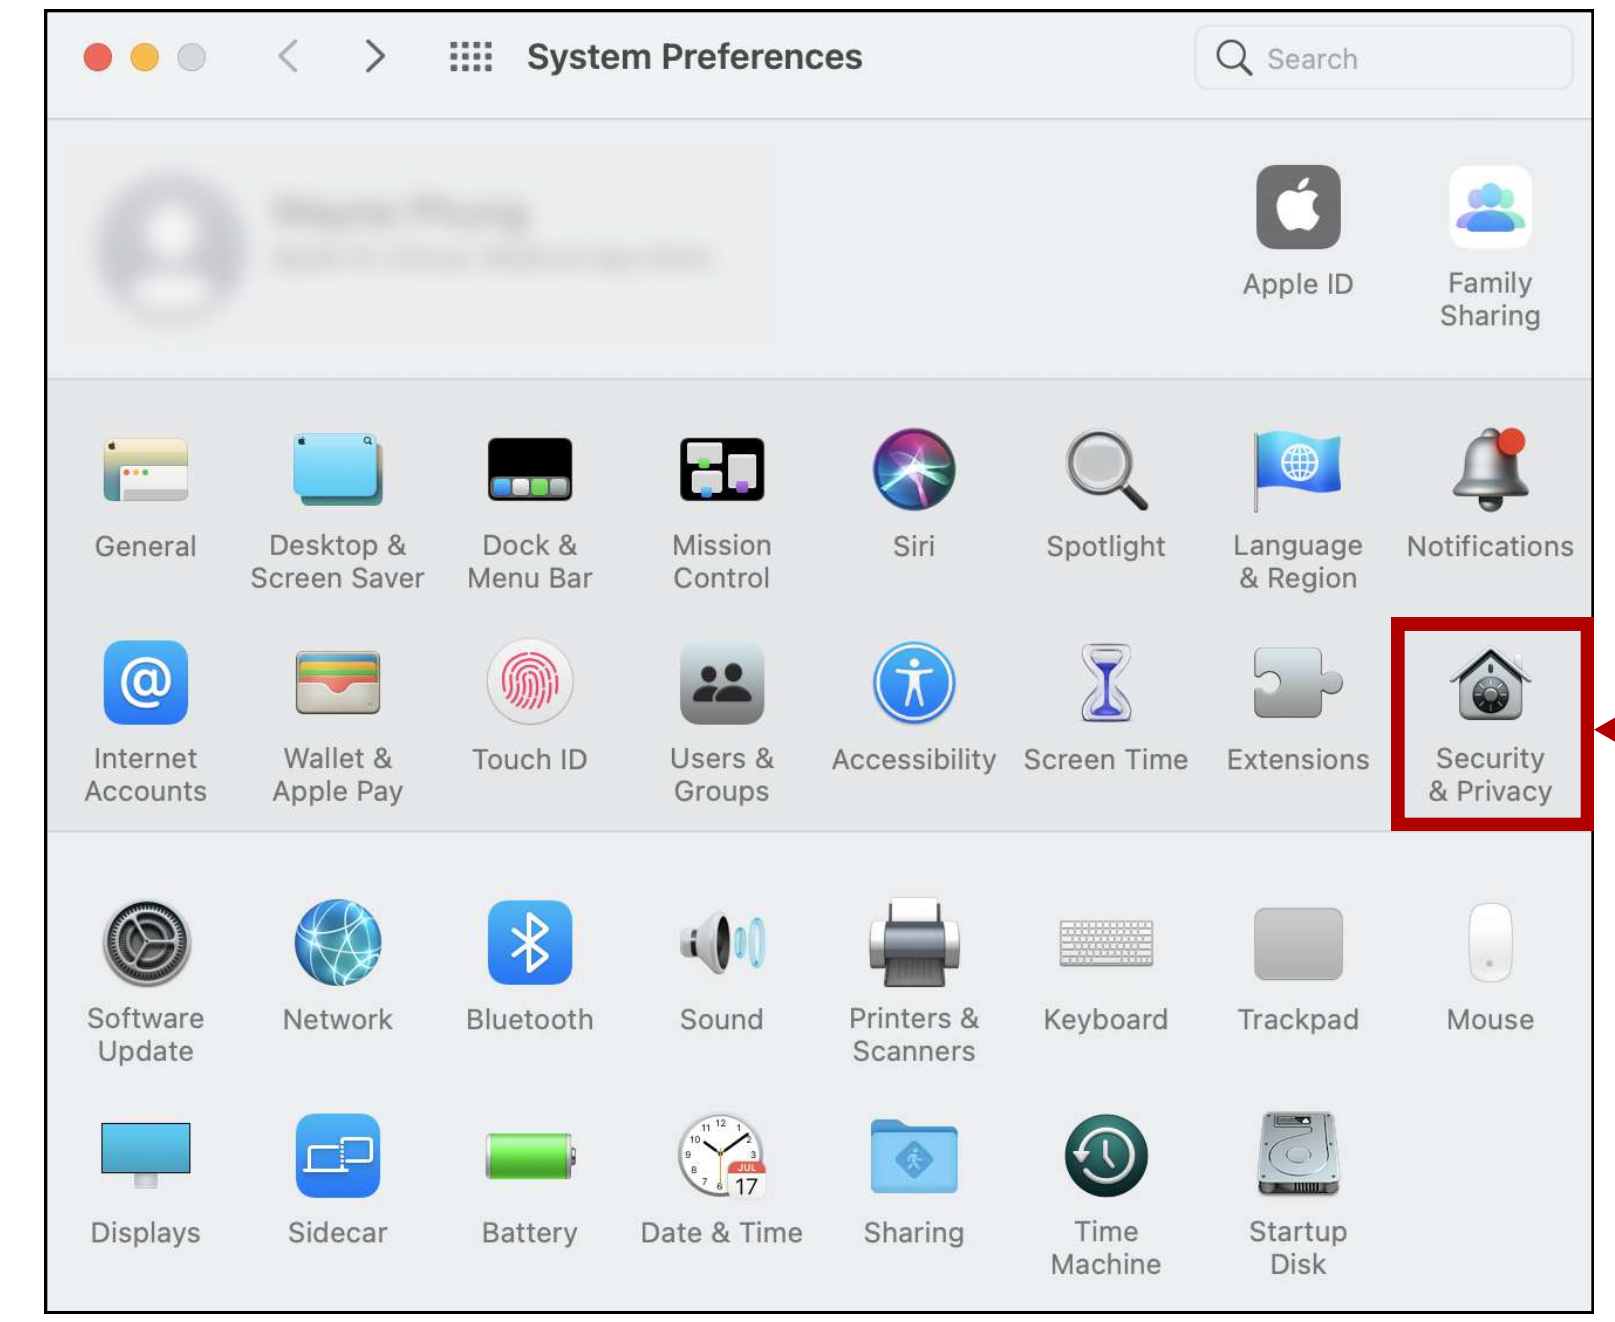 System Preferences
Search
Apple ID
Family
Sharing
General
Desktop &
Screen Saver
Dock &
Menu Bar
Mission
Control
Siri
Spotlight
Language
& Region
Notifications
Internet
Accounts
Wallet &
Apple Pay
Touch ID
Users &
Groups
Accessibility
Screen Time
Extensions
Security
& Privacy
Software
Update
Network
Bluetooth
Sound
Printers &
Scanners
Keyboard
Trackpad
Mouse
Displays
Sidecar
Battery
JUL
17
Date & Time
Sharing
Time
Machine
Startup
Disk